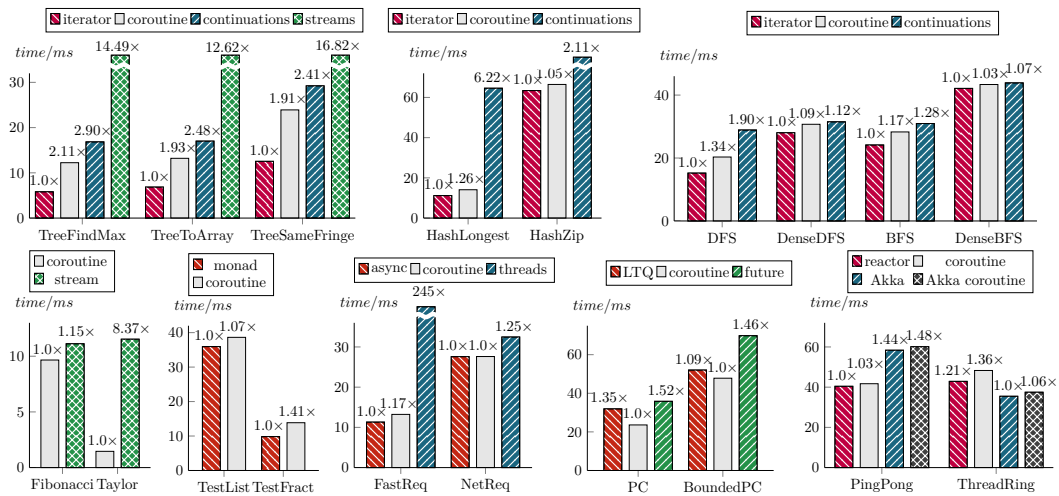 iterator coroutine continuations streams
time/ms
14.49× 12.62× 16.82×
30
20
10
0
1.0× 2.11× 2.90×
1.0× 1.93× 2.48×
1.0× 1.91× 2.41×
TreeFindMax TreeToArray TreeSameFringe
iterator coroutine continuations
time/ms
60
40
20
0
1.0× 1.26× 6.22×
1.0× 1.05× 2.11×
HashLongest HashZip
iterator coroutine continuations
time/ms
40
20
0
1.0× 1.34× 1.90×
1.0× 1.09× 1.12×
1.0× 1.17× 1.28×
1.0× 1.03× 1.07×
DFS DenseDFS BFS DenseBFS
coroutine
stream
time/ms
10
5
0
1.0× 1.15×
1.0× 8.37×
Fibonacci Taylor
monad
coroutine
time/ms
40
30
20
10
0
1.0× 1.07×
1.0× 1.41×
TestList TestFract
async coroutine threads
time/ms
30
20
10
0
1.0× 1.17× 245×
1.0× 1.0× 1.25×
FastReq NetReq
LTQ coroutine future
time/ms
60
40
20
0
1.35× 1.0× 1.52×
1.09× 1.0× 1.46×
PC BoundedPC
reactor coroutine
Akka Akka coroutine
time/ms
60
40
20
0
1.0× 1.03× 1.44× 1.48×
1.21× 1.36× 1.0× 1.06×
PingPong ThreadRing